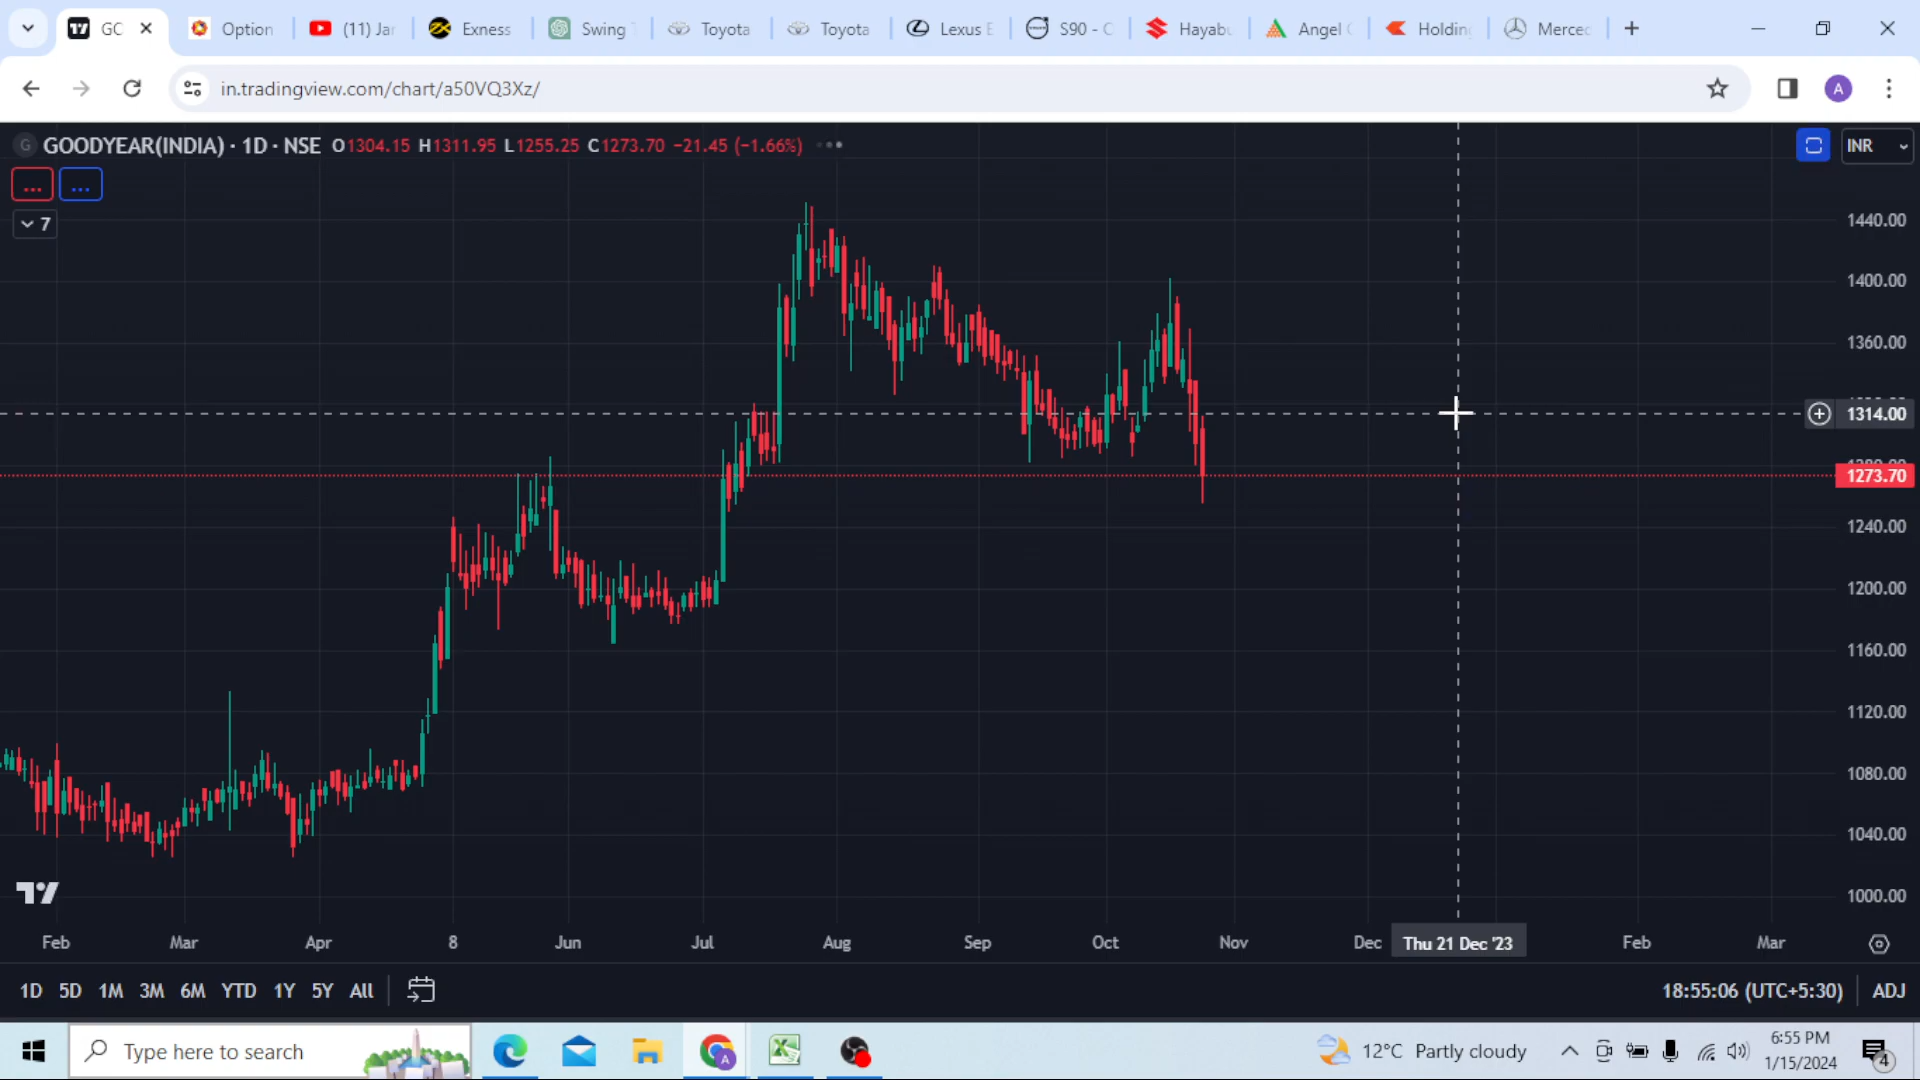 GC
Option
(11) Jar
Exness
Swing
Toyota
Toyota
Lexus E
S90 - C
Hayabu
Angel
Holding
Merced
in.tradingview.com/chart/a50VQ3Xz/
A
G GOODYEAR(INDIA) · 1D · NSE O1304.15 H1311.95 L1255.25 C1273.70 −21.45 (−1.66%)
INR
... ...
7
1440.00
1400.00
1360.00
1314.00
1273.70
1240.00
1200.00
1160.00
1120.00
1080.00
1040.00
1000.00
Feb Mar Apr 8 Jun Jul Aug Sep Oct Nov Dec Thu 21 Dec '23 Feb Mar
1D 5D 1M 3M 6M YTD 1Y 5Y All
18:55:06 (UTC+5:30) ADJ
Type here to search
12°C Partly cloudy
6:55 PM
1/15/2024
4